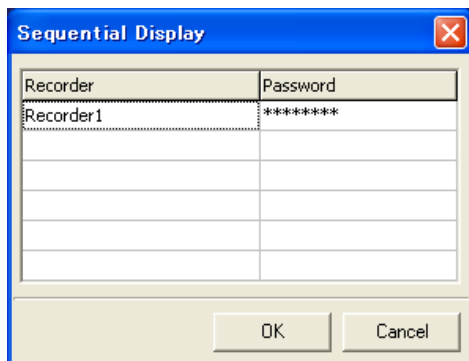 Sequential Display
Recorder Password
Recorder1 ********
OK Cancel